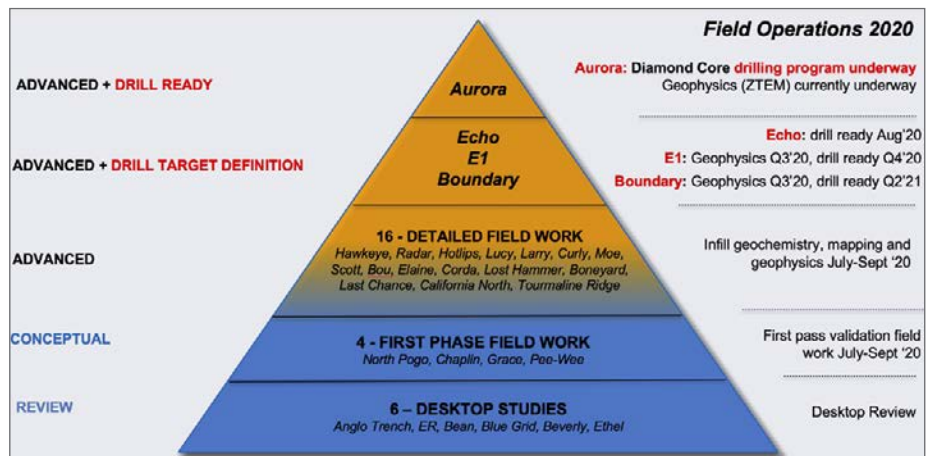 Field Operations 2020
ADVANCED + DRILL READY
Aurora
Aurora: Diamond Core drilling program underway
Geophysics (ZTEM) currently underway
ADVANCED + DRILL TARGET DEFINITION
Echo
E1
Boundary
Echo: drill ready Aug'20
E1: Geophysics Q3'20, drill ready Q4'20
Boundary: Geophysics Q3'20, drill ready Q2'21
ADVANCED
16 - DETAILED FIELD WORK
Hawkeye, Radar, Hotlips, Lucy, Larry, Curly, Moe,
Scott, Bou, Elaine, Corda, Lost Hammer, Boneyard,
Last Chance, California North, Tourmaline Ridge
Infill geochemistry, mapping and
geophysics July-Sept '20
CONCEPTUAL
4 - FIRST PHASE FIELD WORK
North Pogo, Chaplin, Grace, Pee-Wee
First pass validation field
work July-Sept '20
REVIEW
6 – DESKTOP STUDIES
Anglo Trench, ER, Bean, Blue Grid, Beverly, Ethel
Desktop Review